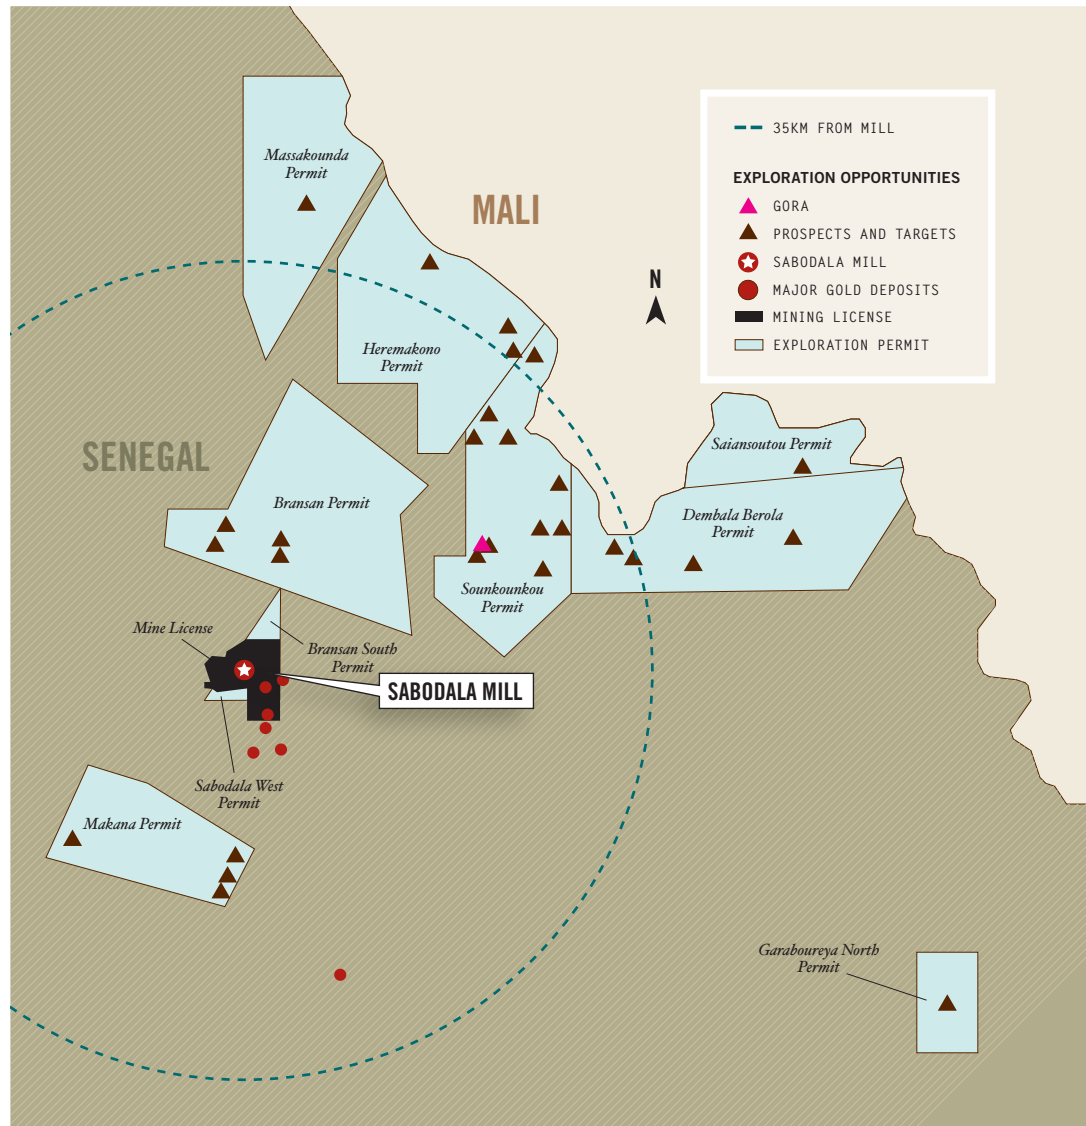 35KM FROM MILL
EXPLORATION OPPORTUNITIES
GORA
PROSPECTS AND TARGETS
SABODALA MILL
MAJOR GOLD DEPOSITS
MINING LICENSE
EXPLORATION PERMIT
Massakounda
Permit
MALI
N
Heremakono
Permit
SENEGAL
Saiansoutou Permit
Bransan Permit
Dembala Berola
Permit
Sounkounkou
Permit
Mine License
Bransan South
Permit
SABODALA MILL
Sabodala West
Permit
Makana Permit
Garaboureya North
Permit